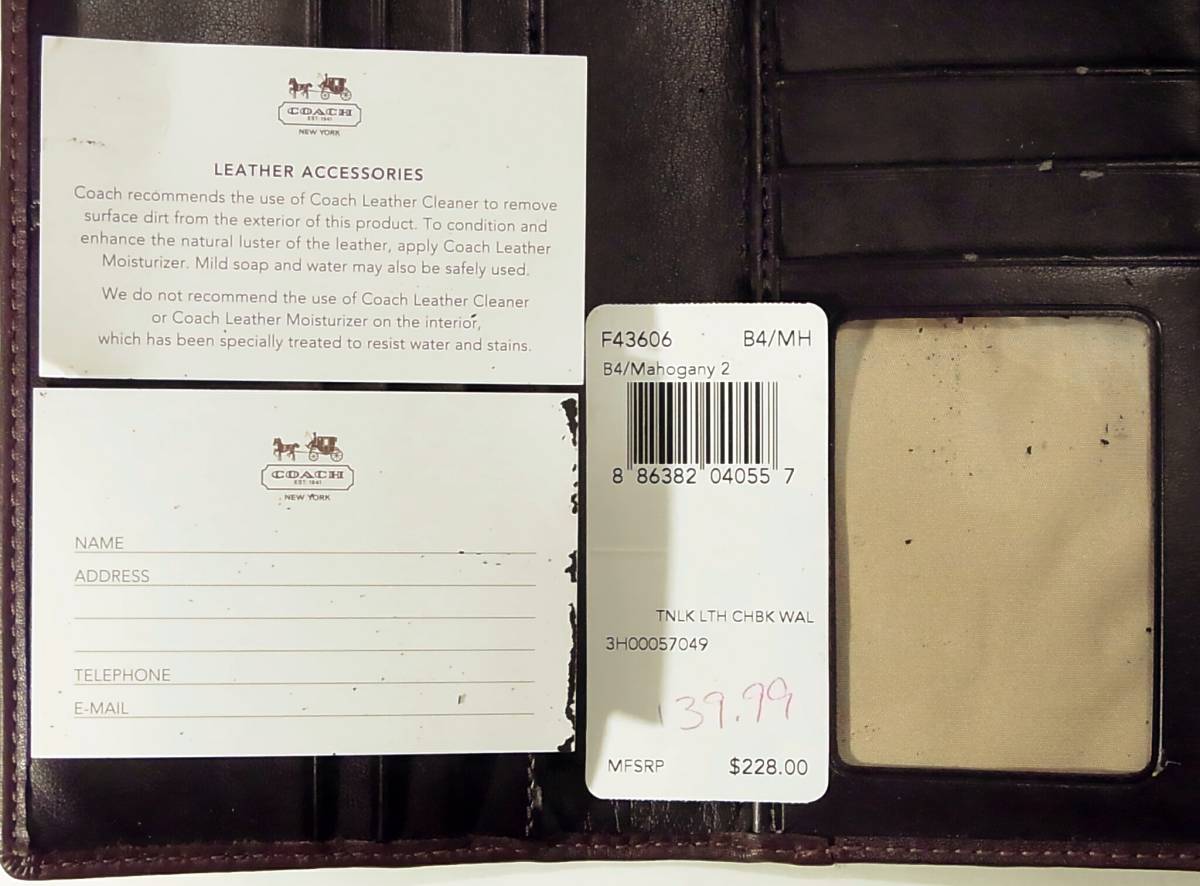 COACH
EST. 1941
NEW YORK
LEATHER ACCESSORIES
Coach recommends the use of Coach Leather Cleaner to remove
surface dirt from the exterior of this product. To condition and
enhance the natural luster of the leather, apply Coach Leather
Moisturizer. Mild soap and water may also be safely used.
We do not recommend the use of Coach Leather Cleaner
or Coach Leather Moisturizer on the interior,
which has been specially treated to resist water and stains.
COACH
EST. 1941
NEW YORK
NAME
ADDRESS
TELEPHONE
E-MAIL
F43606 B4/MH
B4/Mahogany 2
8 86382 04055 7
TNLK LTH CHBK WAL
3H00057049
139.99
MFSRP $228.00